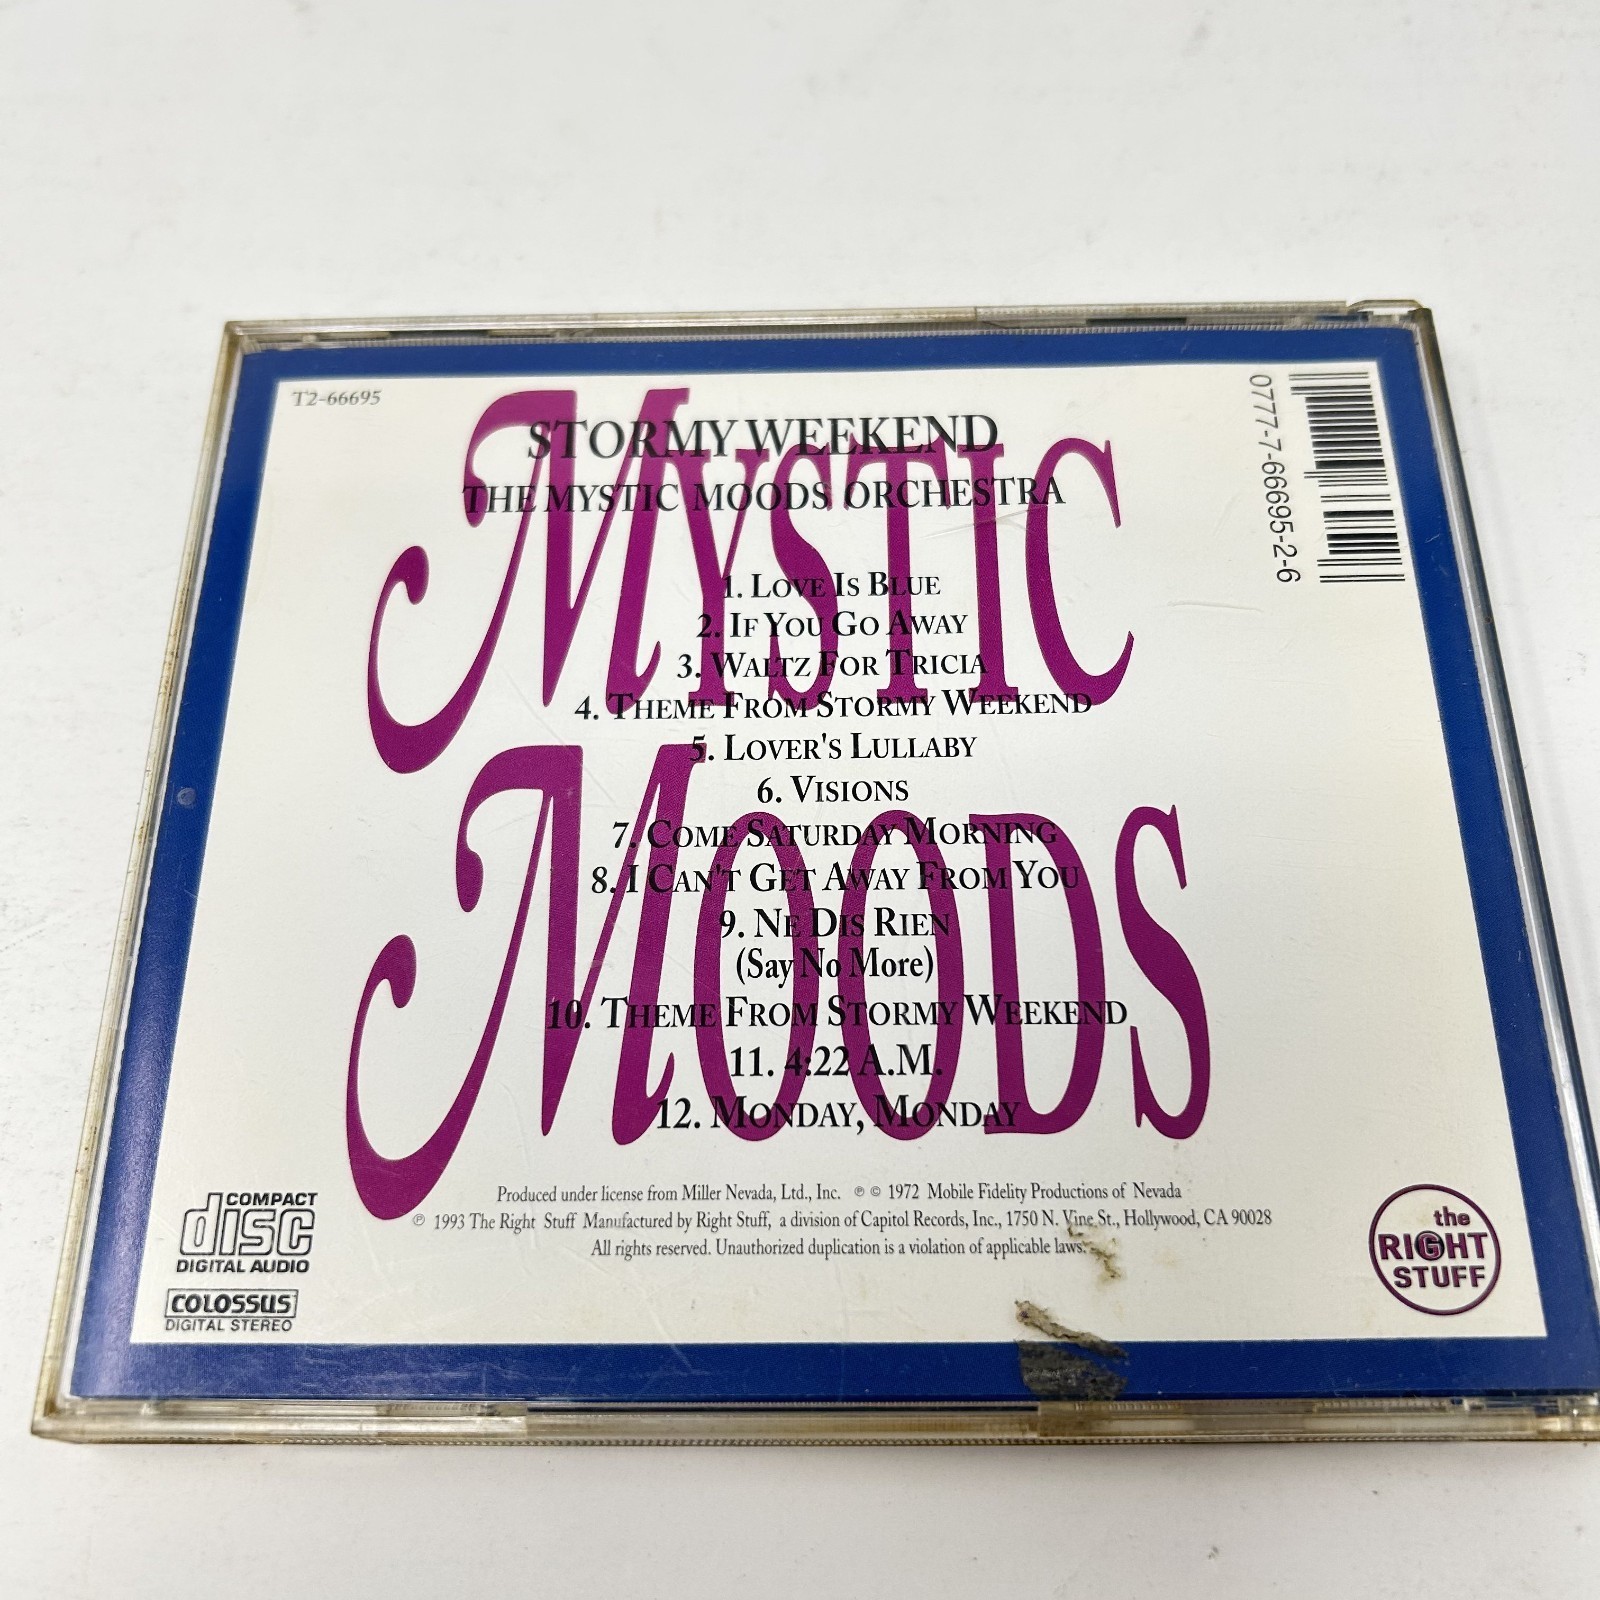 T2-66695
STORMY WEEKEND
THE MYSTIC MOODS ORCHESTRA
MYSTIC
MOODS
1. LOVE IS BLUE
2. IF YOU GO AWAY
3. WALTZ FOR TRICIA
4. THEME FROM STORMY WEEKEND
5. LOVER'S LULLABY
6. VISIONS
7. COME SATURDAY MORNING
8. I CAN'T GET AWAY FROM YOU
9. NE DIS RIEN
(Say No More)
10. THEME FROM STORMY WEEKEND
11. 4:22 A.M.
12. MONDAY, MONDAY
0777-7-66695-2-6
Produced under license from Miller Nevada, Ltd., Inc. ℗ © 1972 Mobile Fidelity Productions of Nevada
℗ 1993 The Right Stuff Manufactured by Right Stuff, a division of Capitol Records, Inc., 1750 N. Vine St., Hollywood, CA 90028
All rights reserved. Unauthorized duplication is a violation of applicable laws.
COMPACT
disc
DIGITAL AUDIO
COLOSSUS
DIGITAL STEREO
the
RIGHT
STUFF